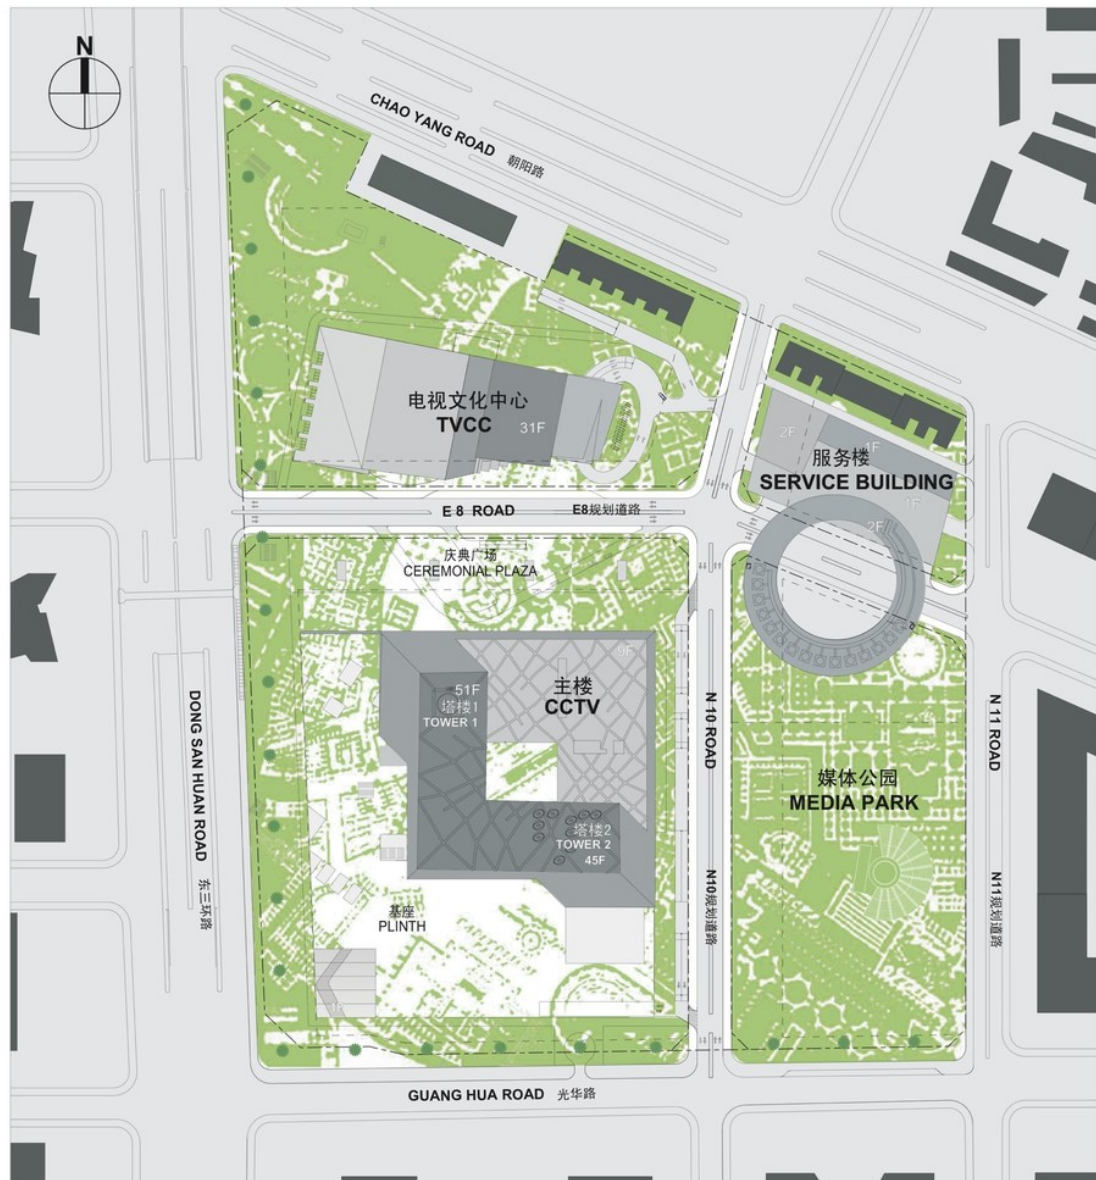 N
CHAO YANG ROAD 朝阳路
电视文化中心
TVCC
31F
2F
1F
服务楼
SERVICE BUILDING
1F
2F
E 8 ROAD E8规划道路
庆典广场
CEREMONIAL PLAZA
9F
主楼
CCTV
51F
塔楼1
TOWER 1
塔楼2
TOWER 2
45F
基座
PLINTH
DONG SAN HUAN ROAD 东三环路
N 10 ROAD
N10规划道路
媒体公园
MEDIA PARK
N 11 ROAD
N11规划道路
GUANG HUA ROAD 光华路